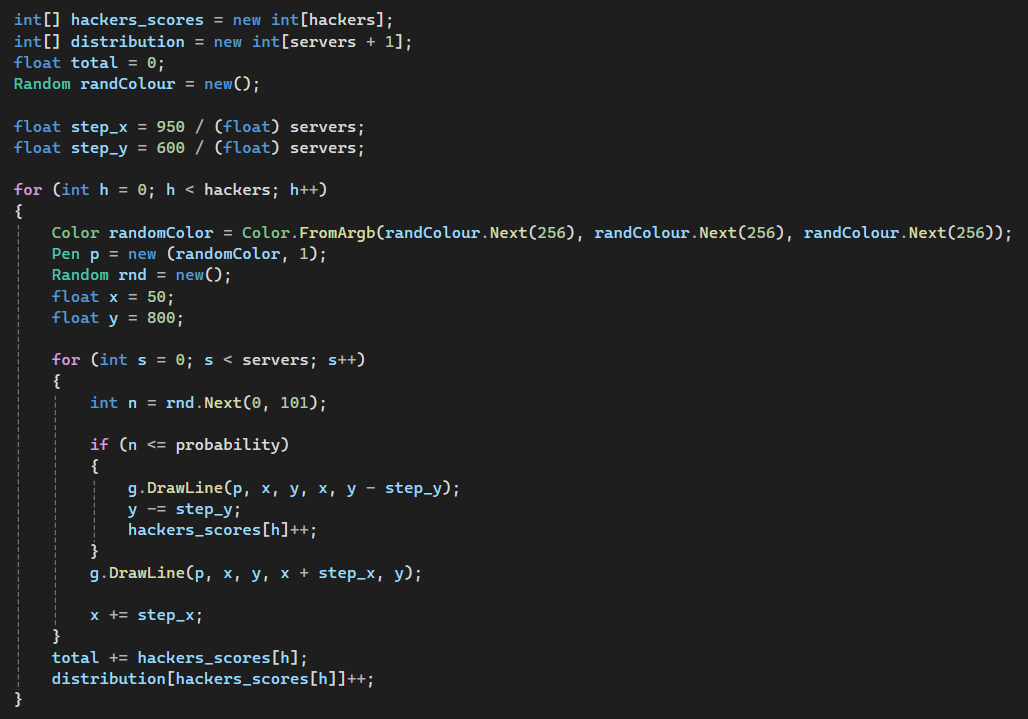 int[] hackers_scores = new int[hackers];
int[] distribution = new int[servers + 1];
float total = 0;
Random randColour = new();

float step_x = 950 / (float) servers;
float step_y = 600 / (float) servers;

for (int h = 0; h < hackers; h++)
{
    Color randomColor = Color.FromArgb(randColour.Next(256), randColour.Next(256), randColour.Next(256));
    Pen p = new (randomColor, 1);
    Random rnd = new();
    float x = 50;
    float y = 800;

    for (int s = 0; s < servers; s++)
    {
        int n = rnd.Next(0, 101);

        if (n <= probability)
        {
            g.DrawLine(p, x, y, x, y - step_y);
            y -= step_y;
            hackers_scores[h]++;
        }
        g.DrawLine(p, x, y, x + step_x, y);

        x += step_x;
    }
    total += hackers_scores[h];
    distribution[hackers_scores[h]]++;
}